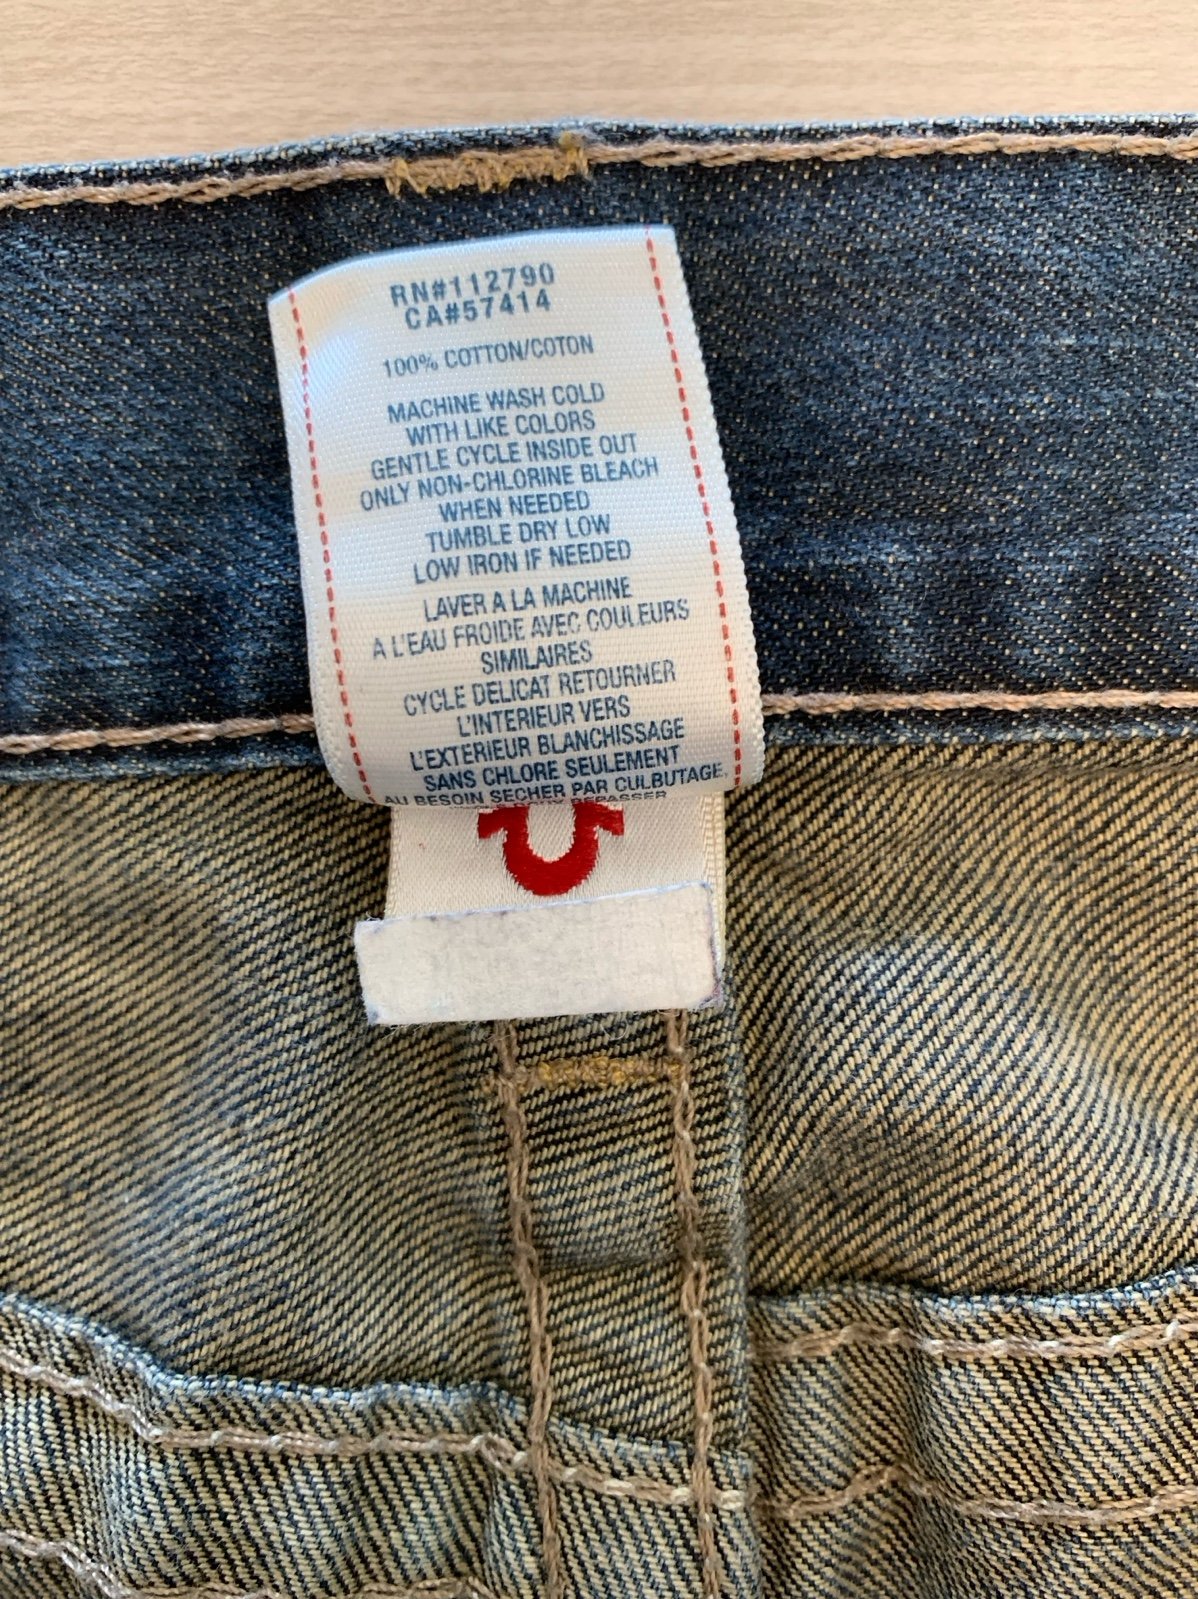 RN#112790
CA#57414
100% COTTON/COTON
MACHINE WASH COLD
WITH LIKE COLORS
GENTLE CYCLE INSIDE OUT
ONLY NON-CHLORINE BLEACH
WHEN NEEDED
TUMBLE DRY LOW
LOW IRON IF NEEDED
LAVER A LA MACHINE
A L'EAU FROIDE AVEC COULEURS
SIMILAIRES
CYCLE DELICAT RETOURNER
L'INTERIEUR VERS
L'EXTERIEUR BLANCHISSAGE
SANS CHLORE SEULEMENT
AU BESOIN SECHER PAR CULBUTAGE,